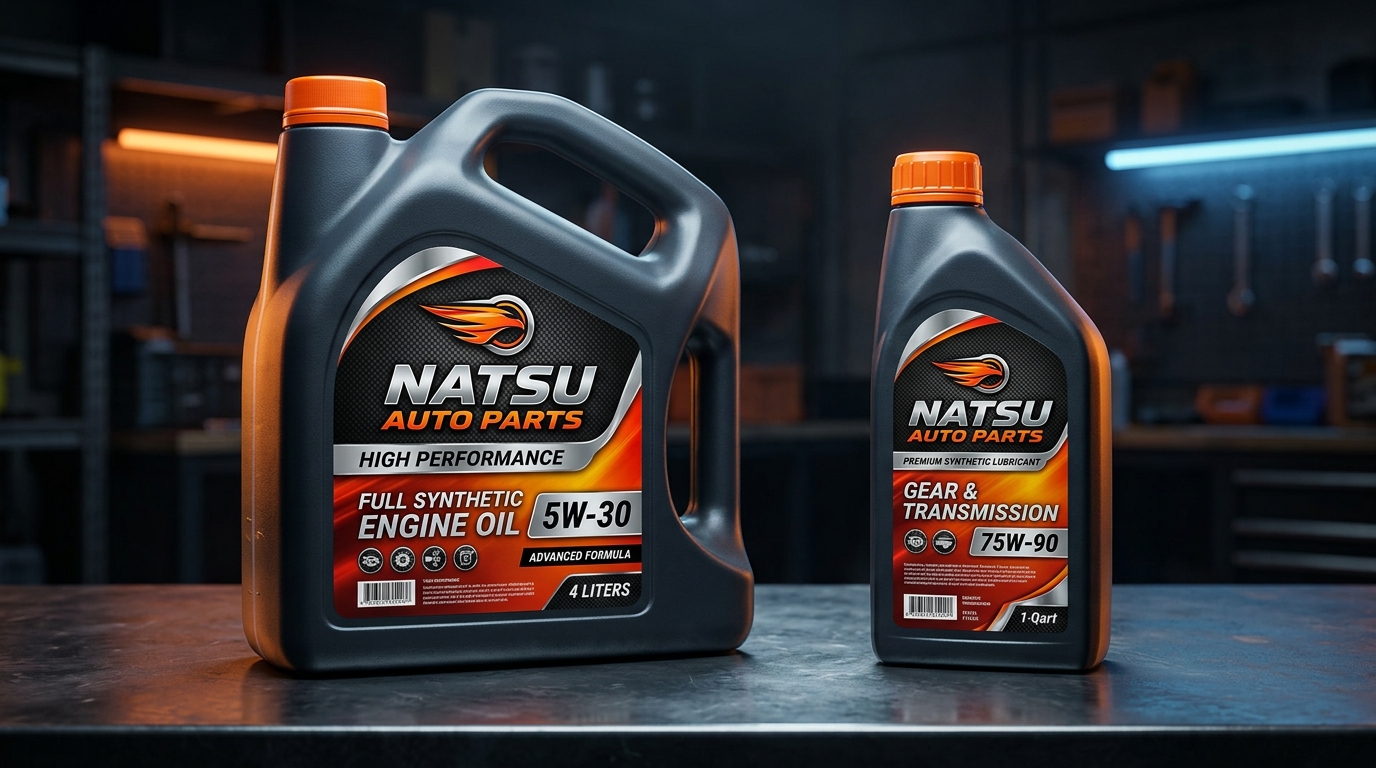 NATSU
AUTO PARTS
HIGH PERFORMANCE
FULL SYNTHETIC
ENGINE OIL
5W-30
ADVANCED FORMULA
4 LITERS
NATSU
AUTO PARTS
PREMIUM SYNTHETIC LUBRICANT
GEAR &
TRANSMISSION
75W-90
1-Qart